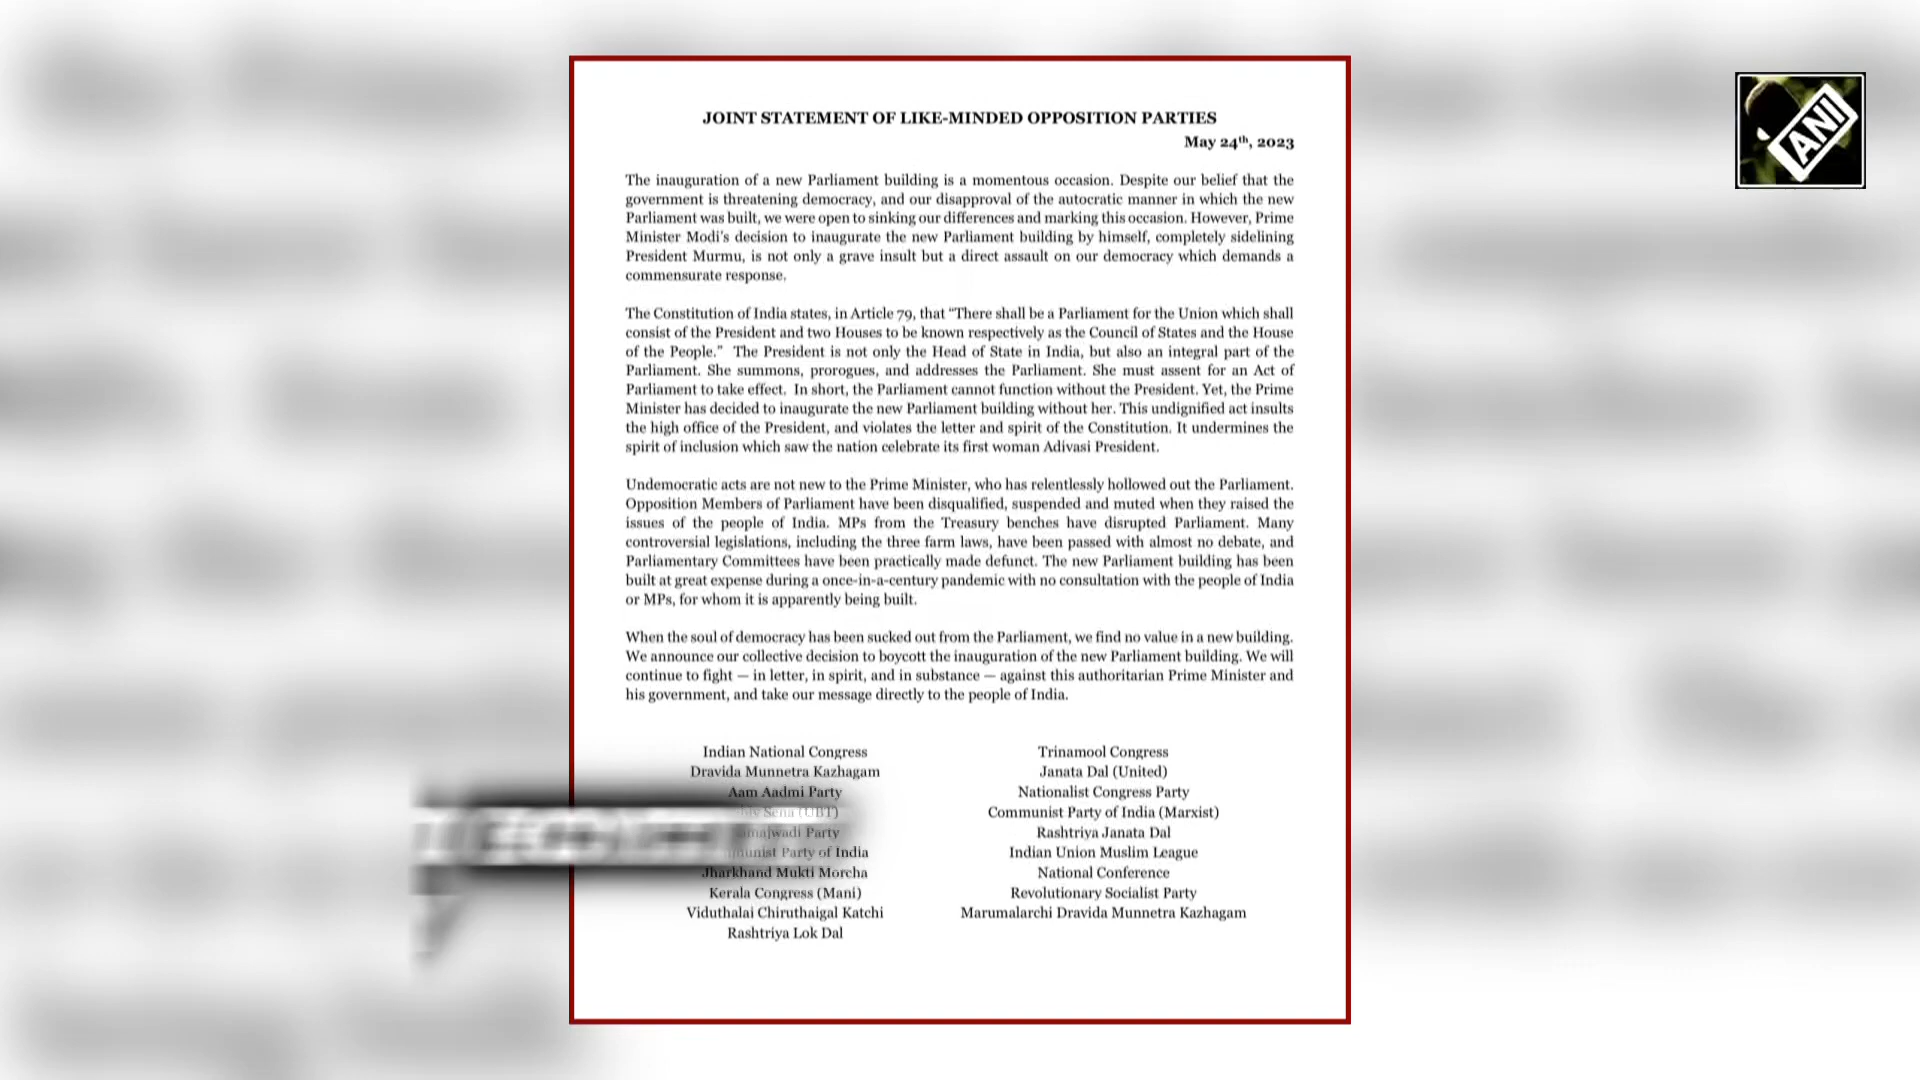 JOINT STATEMENT OF LIKE-MINDED OPPOSITION PARTIES
May 24th, 2023
The inauguration of a new Parliament building is a momentous occasion. Despite our belief that the
government is threatening democracy, and our disapproval of the autocratic manner in which the new
Parliament was built, we were open to sinking our differences and marking this occasion. However, Prime
Minister Modi's decision to inaugurate the new Parliament building by himself, completely sidelining
President Murmu, is not only a grave insult but a direct assault on our democracy which demands a
commensurate response.
The Constitution of India states, in Article 79, that “There shall be a Parliament for the Union which shall
consist of the President and two Houses to be known respectively as the Council of States and the House
of the People.” The President is not only the Head of State in India, but also an integral part of the
Parliament. She summons, prorogues, and addresses the Parliament. She must assent for an Act of
Parliament to take effect. In short, the Parliament cannot function without the President. Yet, the Prime
Minister has decided to inaugurate the new Parliament building without her. This undignified act insults
the high office of the President, and violates the letter and spirit of the Constitution. It undermines the
spirit of inclusion which saw the nation celebrate its first woman Adivasi President.
Undemocratic acts are not new to the Prime Minister, who has relentlessly hollowed out the Parliament.
Opposition Members of Parliament have been disqualified, suspended and muted when they raised the
issues of the people of India. MPs from the Treasury benches have disrupted Parliament. Many
controversial legislations, including the three farm laws, have been passed with almost no debate, and
Parliamentary Committees have been practically made defunct. The new Parliament building has been
built at great expense during a once-in-a-century pandemic with no consultation with the people of India
or MPs, for whom it is apparently being built.
When the soul of democracy has been sucked out from the Parliament, we find no value in a new building.
We announce our collective decision to boycott the inauguration of the new Parliament building. We will
continue to fight — in letter, in spirit, and in substance — against this authoritarian Prime Minister and
his government, and take our message directly to the people of India.
Indian National Congress
Dravida Munnetra Kazhagam
Aam Aadmi Party
Sena (UBT)
Party
Party of India
Jharkhand Mukti Morcha
Kerala Congress (Mani)
Viduthalai Chiruthaigal Katchi
Rashtriya Lok Dal
Trinamool Congress
Janata Dal (United)
Nationalist Congress Party
Communist Party of India (Marxist)
Rashtriya Janata Dal
Indian Union Muslim League
National Conference
Revolutionary Socialist Party
Marumalarchi Dravida Munnetra Kazhagam
ANI